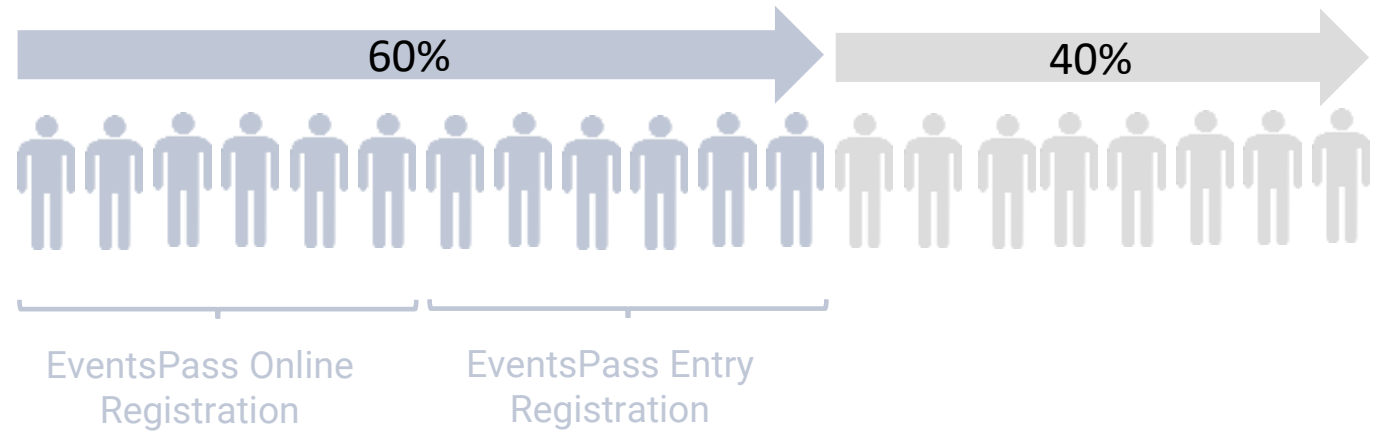 60%
40%
EventsPass Online
Registration
EventsPass Entry
Registration